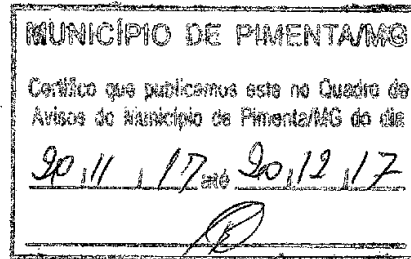 MUNICÍPIO DE PIMENTA/MG
Certifico que publicamos este no Quadro de
Avisos do Município de Pimenta/MG do dia
20 / 11 / 17 até 20 / 12 / 17